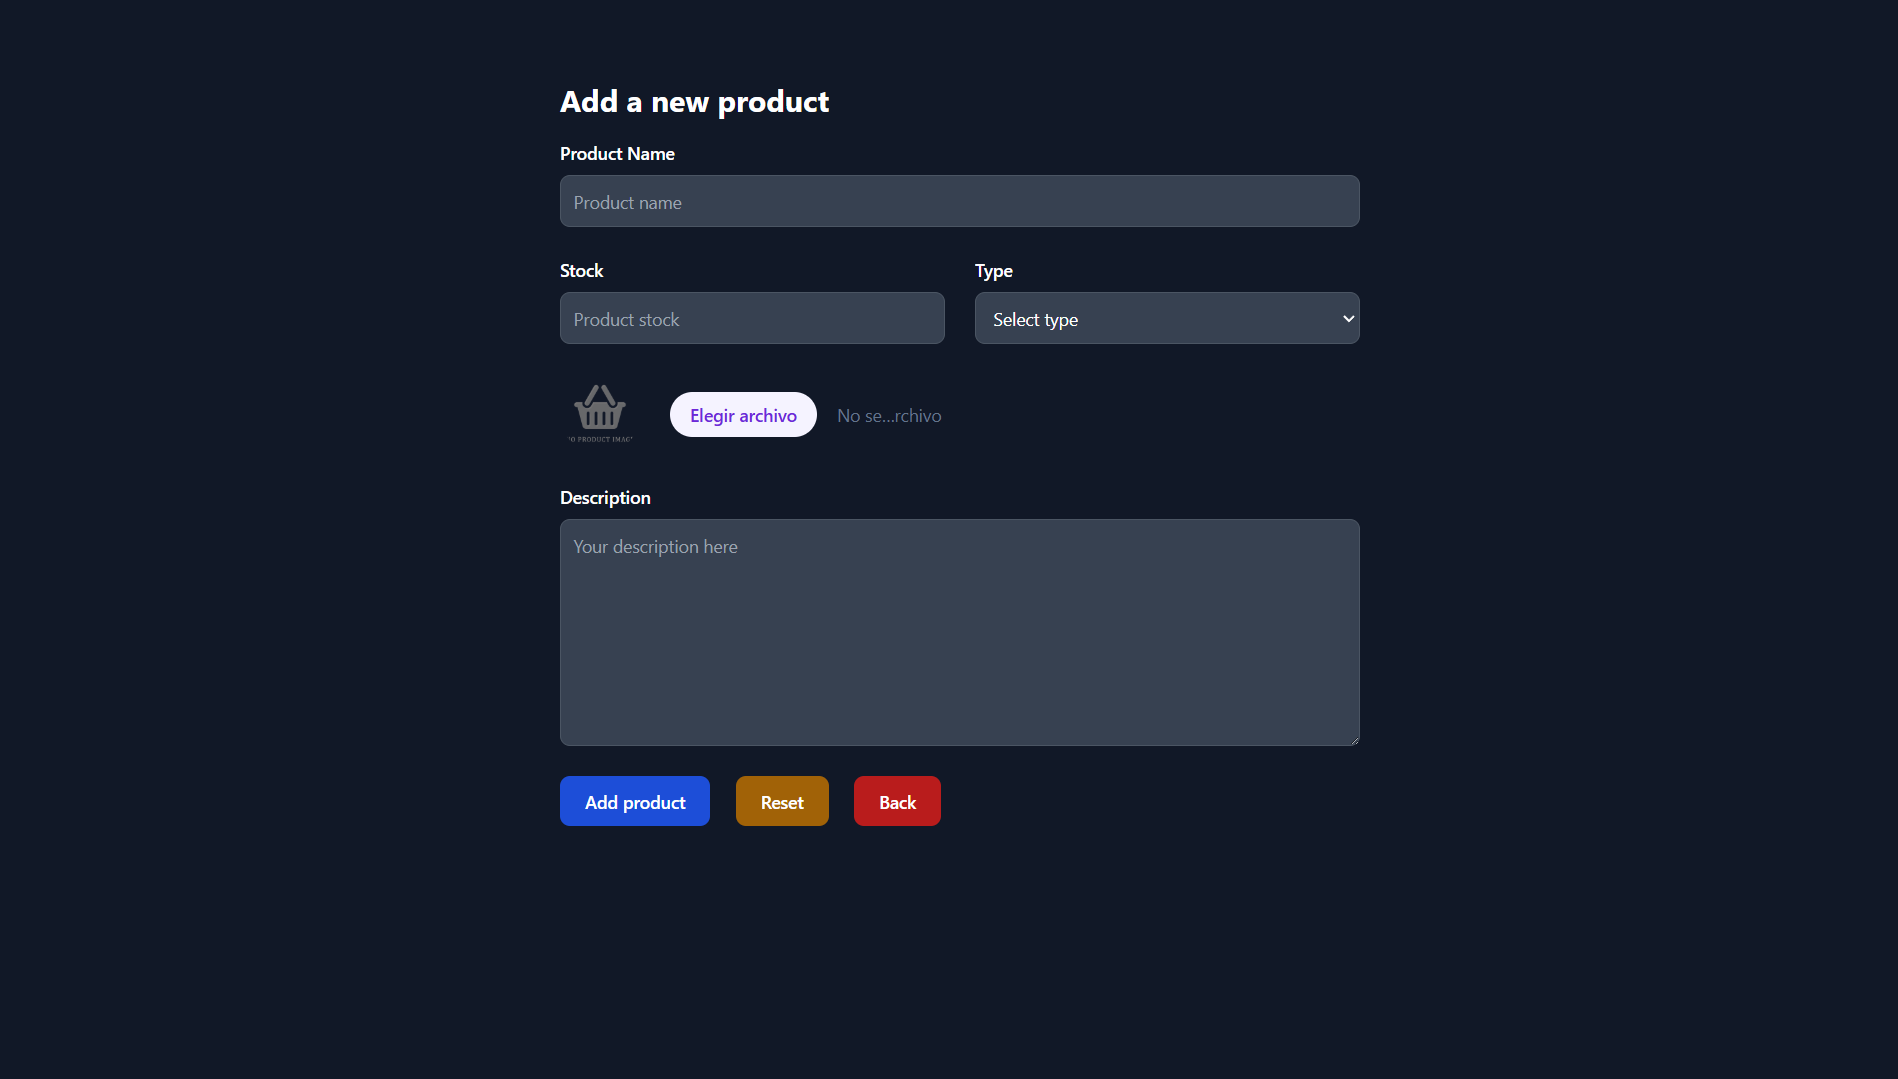 Add a new product
Product Name
Product name
Stock
Type
Product stock
Select type
Elegir archivo
No se...rchivo
PRODUCT
Description
Your description here
Add product
Reset
Back